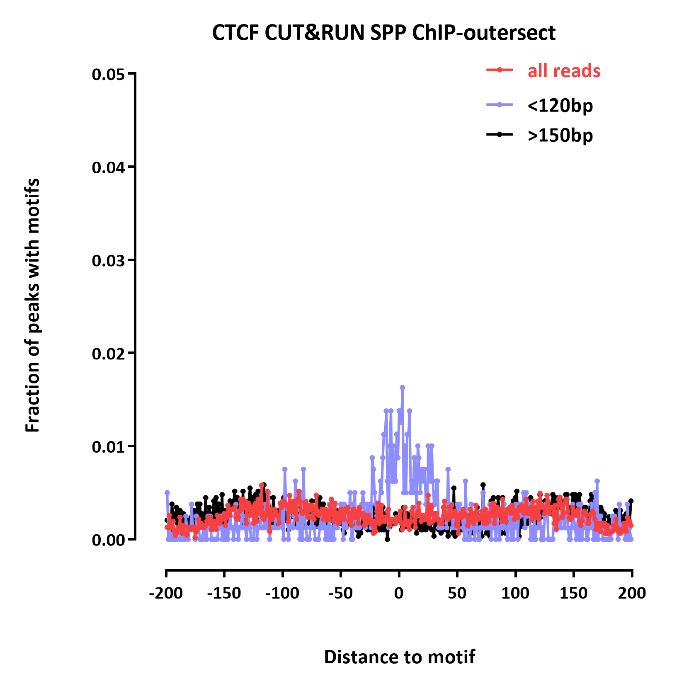 CTCF CUT&RUN SPP ChIP-outersect
all reads
<120bp
>150bp
Fraction of peaks with motifs
0.05
0.04
0.03
0.02
0.01
0.00
-200 -150 -100 -50 0 50 100 150 200
Distance to motif